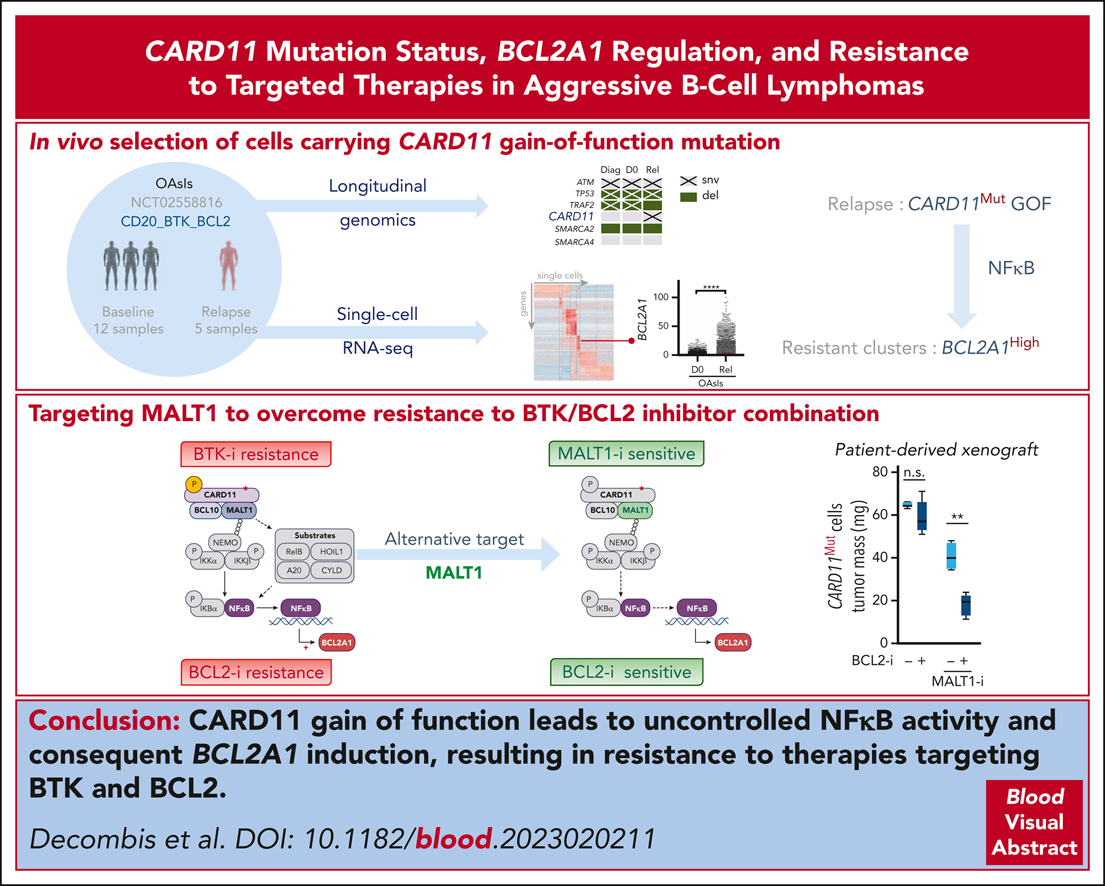 CARD11 Mutation Status, BCL2A1 Regulation, and Resistance
to Targeted Therapies in Aggressive B-Cell Lymphomas
In vivo selection of cells carrying CARD11 gain-of-function mutation
OAsIs
NCT02558816
CD20_BTK_BCL2
Baseline
12 samples
Relapse
5 samples
Longitudinal
genomics
Single-cell
RNA-seq
Diag D0 Rel
ATM
TP53
TRAF2
CARD11
SMARCA2
SMARCA4
snv
del
single cells
genes
BCL2A1
100
50
0
****
D0 Rel
OAsIs
Relapse : CARD11Mut GOF
NFκB
Resistant clusters : BCL2A1High
Targeting MALT1 to overcome resistance to BTK/BCL2 inhibitor combination
BTK-i resistance
P
CARD11 *
BCL10 MALT1
NEMO
P P
IKKα IKKβ
Substrates
RelB HOIL1
A20 CYLD
P
IKBα NFκB NFκB
+ BCL2A1
BCL2-i resistance
Alternative target
MALT1
MALT1-i sensitive
P
CARD11 *
BCL10 MALT1
NEMO
P P
IKKα IKKβ
P
IKBα NFκB NFκB
BCL2A1
BCL2-i sensitive
Patient-derived xenograft
CARD11Mut cells
tumor mass (mg)
80
60
40
20
0
n.s.
**
BCL2-i – + – +
MALT1-i
Conclusion: CARD11 gain of function leads to uncontrolled NFκB activity and
consequent BCL2A1 induction, resulting in resistance to therapies targeting
BTK and BCL2.
Decombis et al. DOI: 10.1182/blood.2023020211
Blood
Visual
Abstract